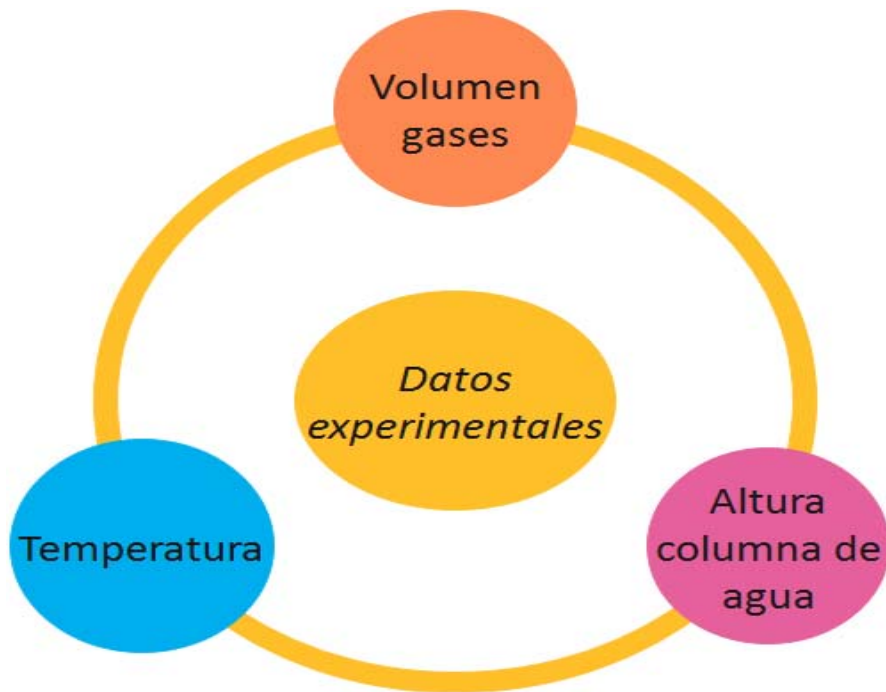 Volumen
gases
Datos
experimentales
Temperatura
Altura
columna de
agua